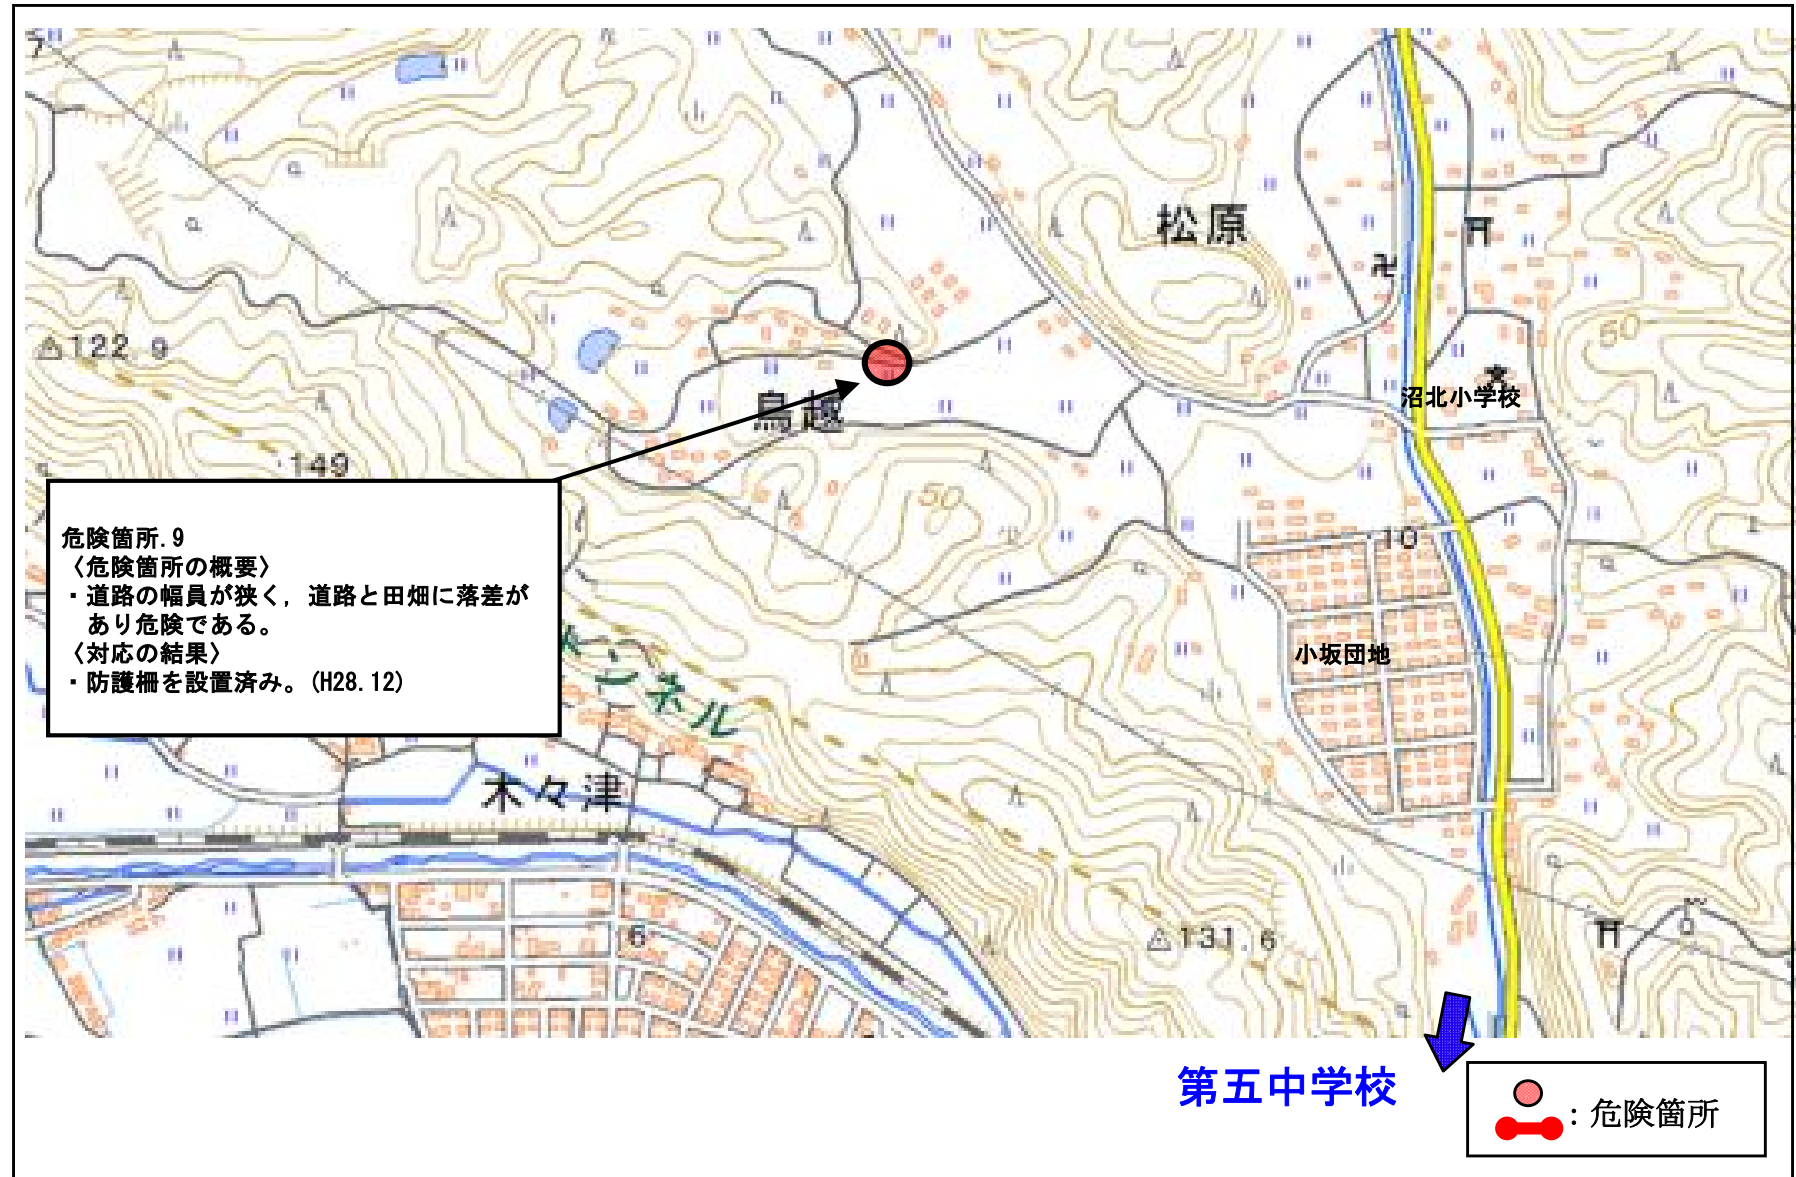 7
松原
卍
122.9
50
鳥越
沼北小学校
149
50
10
危険箇所.9
〈危険箇所の概要〉
・道路の幅員が狭く，道路と田畑に落差が
あり危険である。
〈対応の結果〉
・防護柵を設置済み。(H28.12)
小坂団地
トンネル
木々津
6
131.6
第五中学校
：危険箇所